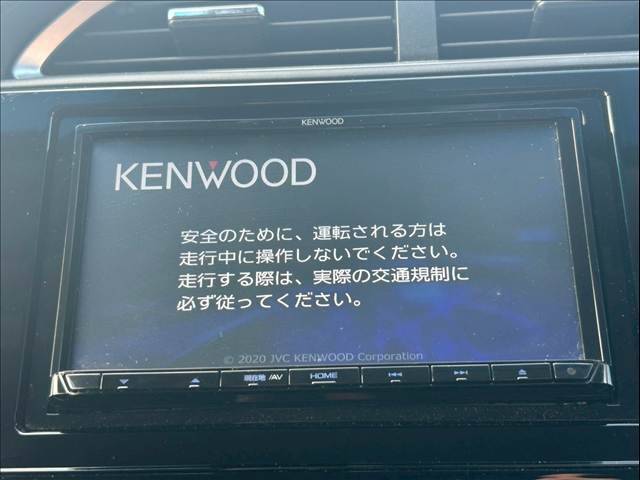 KENWOOD
KENWOOD
安全のために、運転される方は
走行中に操作しないでください。
走行する際は、実際の交通規制に
必ず従ってください。
© 2020 JVC KENWOOD Corporation
現在地 /AV
HOME